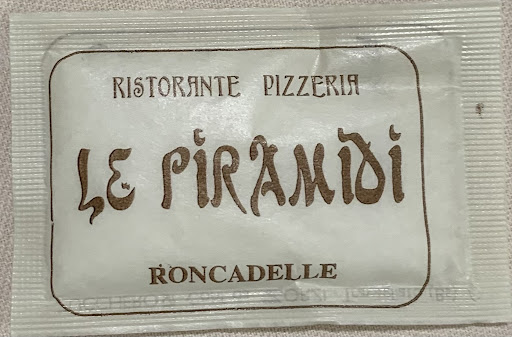 RISTORANTE PIZZERIA
LE PIRAMIDI
RONCADELLE